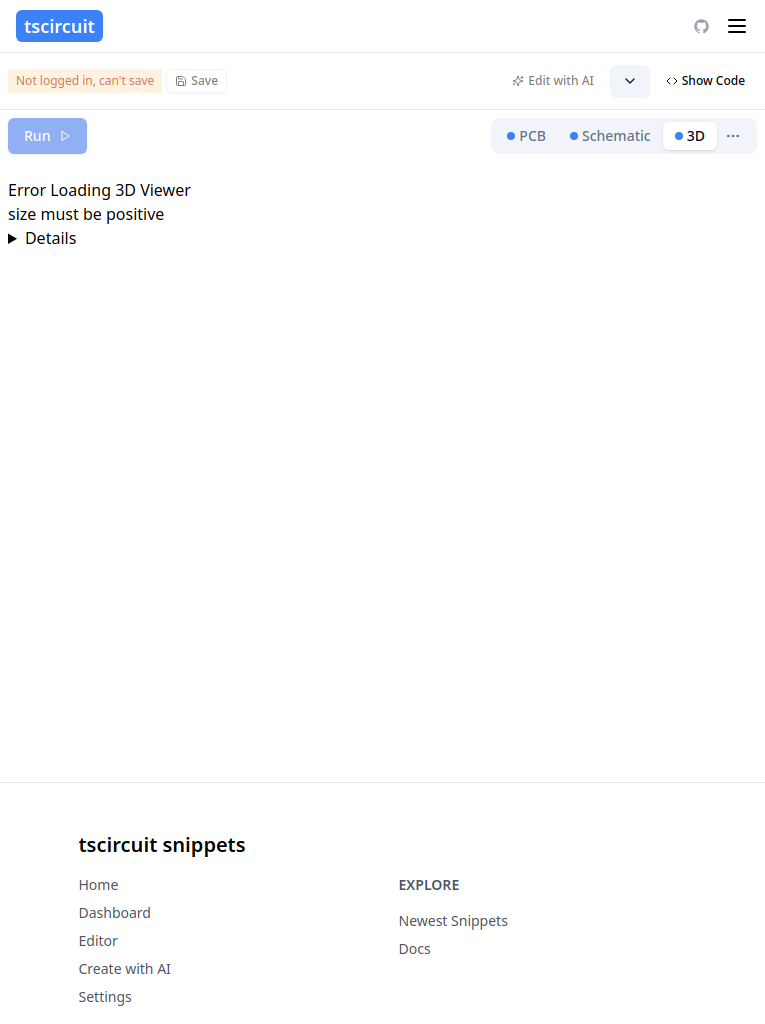 tscircuit
Not logged in, can't save
Save
Edit with AI
Show Code
Run
PCB
Schematic
3D
Error Loading 3D Viewer
size must be positive
Details
tscircuit snippets
Home
Dashboard
Editor
Create with AI
Settings
EXPLORE
Newest Snippets
Docs